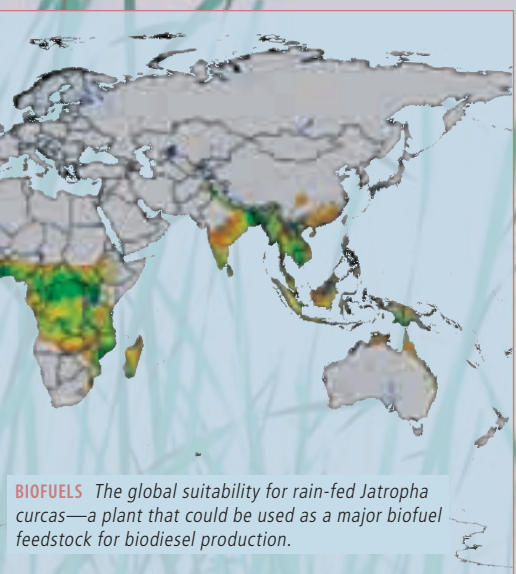 BIOFUELS The global suitability for rain-fed Jatropha
curcas—a plant that could be used as a major biofuel
feedstock for biodiesel production.